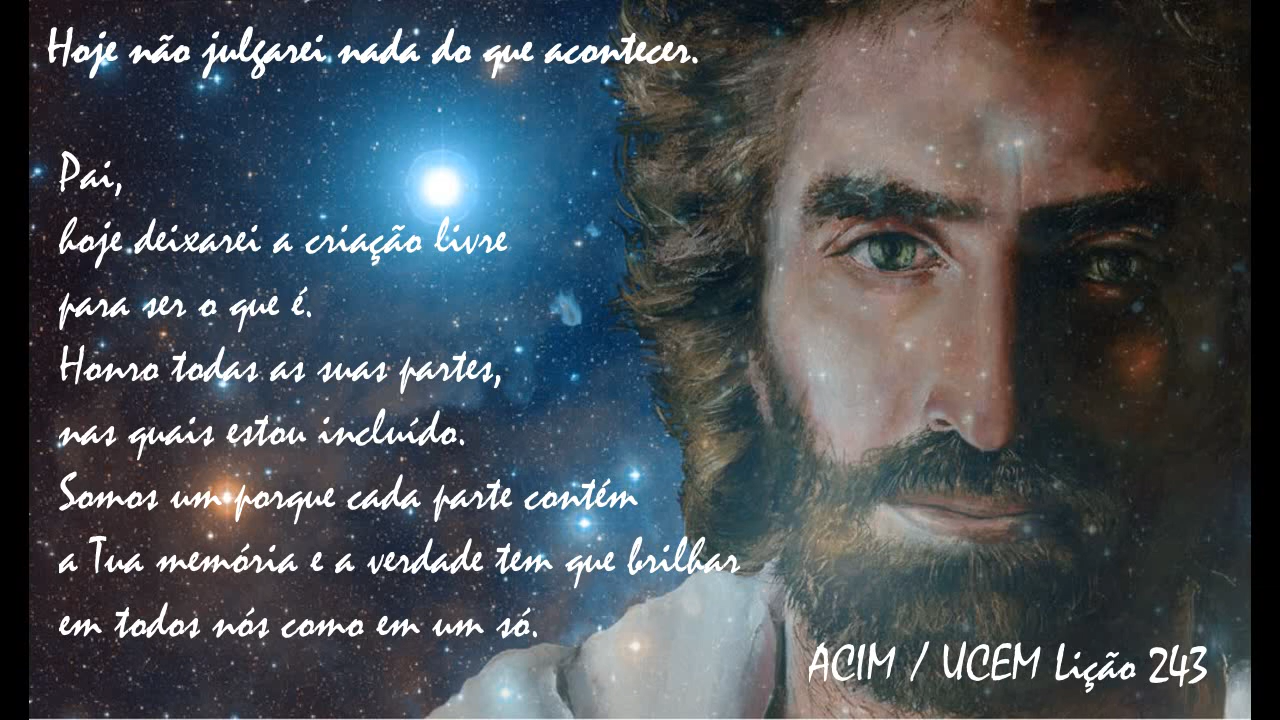 Hoje não julgarei nada do que acontecer.
Pai,
hoje deixarei a criação livre
para ser o que é.
Honro todas as suas partes,
nas quais estou incluído.
Somos um porque cada parte contém
a Tua memória e a verdade tem que brilhar
em todos nós como em um só.
ACIM / UCEM Lição 243